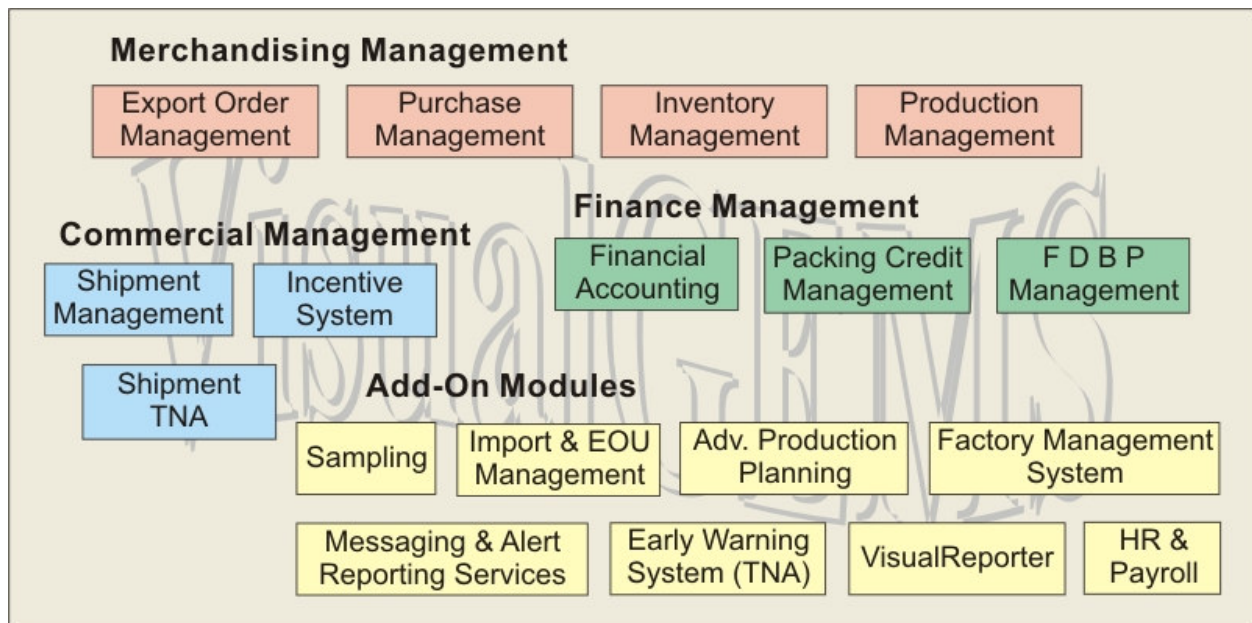 Merchandising Management
Export Order
Management
Purchase
Management
Inventory
Management
Production
Management
Commercial Management
Shipment
Management
Incentive
System
Shipment
TNA
Finance Management
Financial
Accounting
Packing Credit
Management
F D B P
Management
Add-On Modules
Sampling
Import & EOU
Management
Adv. Production
Planning
Factory Management
System
Messaging & Alert
Reporting Services
Early Warning
System (TNA)
VisualReporter
HR &
Payroll
VisualGEMS